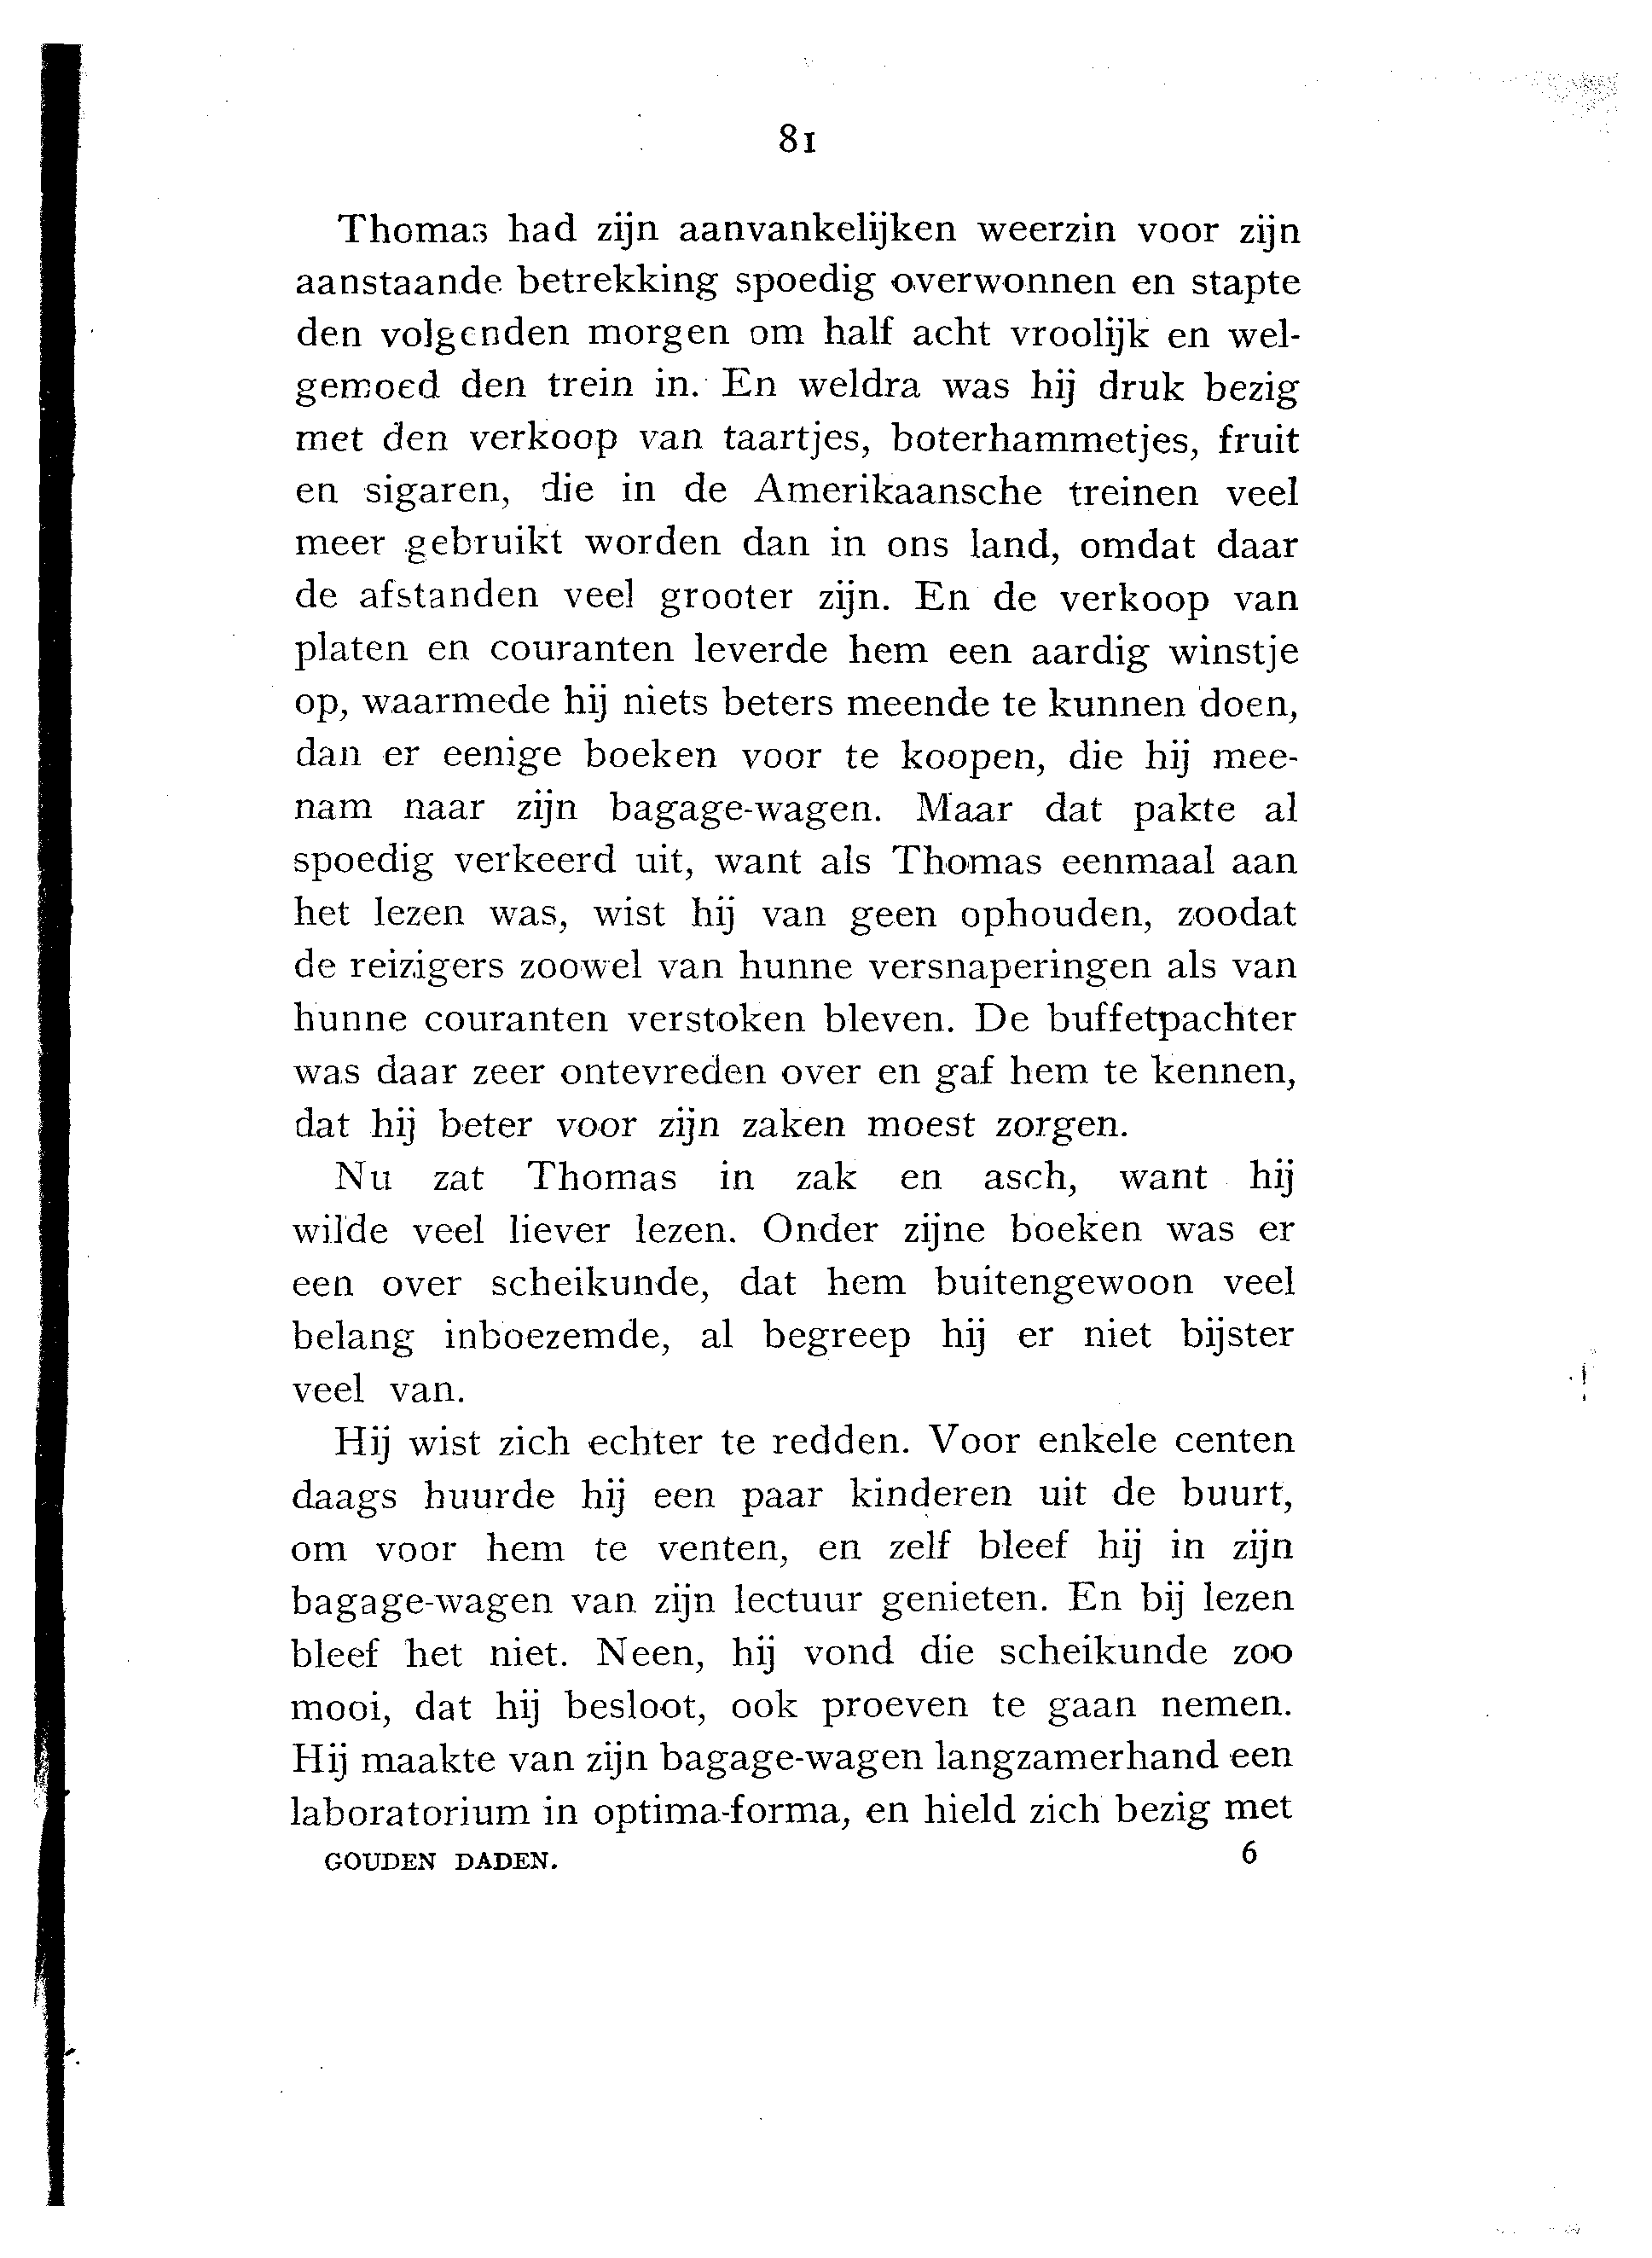 81
Thomas had zijn aanvankelijken weerzin voor zijn
aanstaande betrekking spoedig overwonnen en stapte
den volgenden morgen om half acht vroolijk en wel-
gemoed den trein in. En weldra was hij druk bezig
met den verkoop van taartjes, boterhammetjes, fruit
en sigaren, die in de Amerikaansche treinen veel
meer gebruikt worden dan in ons land, omdat daar
de afstanden veel grooter zijn. En de verkoop van
platen en couranten leverde hem een aardig winstje
op, waarmede hij niets beters meende te kunnen doen,
dan er eenige boeken voor te koopen, die hij mee-
nam naar zijn bagage-wagen. Maar dat pakte al
spoedig verkeerd uit, want als Thomas eenmaal aan
het lezen was, wist hij van geen ophouden, zoodat
de reizigers zoowel van hunne versnaperingen als van
hunne couranten verstoken bleven. De buffetpachter
was daar zeer ontevreden over en gaf hem te kennen,
dat hij beter voor zijn zaken moest zorgen.
Nu zat Thomas in zak en asch, want hij
wilde veel liever lezen. Onder zijne boeken was er
een over scheikunde, dat hem buitengewoon veel
belang inboezemde, al begreep hij er niet bijster
veel van.
Hij wist zich echter te redden. Voor enkele centen
daags huurde hij een paar kinderen uit de buurt,
om voor hem te venten, en zelf bleef hij in zijn
bagage-wagen van zijn lectuur genieten. En bij lezen
bleef het niet. Neen, hij vond die scheikunde zoo
mooi, dat hij besloot, ook proeven te gaan nemen.
Hij maakte van zijn bagage-wagen langzamerhand een
laboratorium in optima-forma, en hield zich bezig met
GOUDEN DADEN. 6